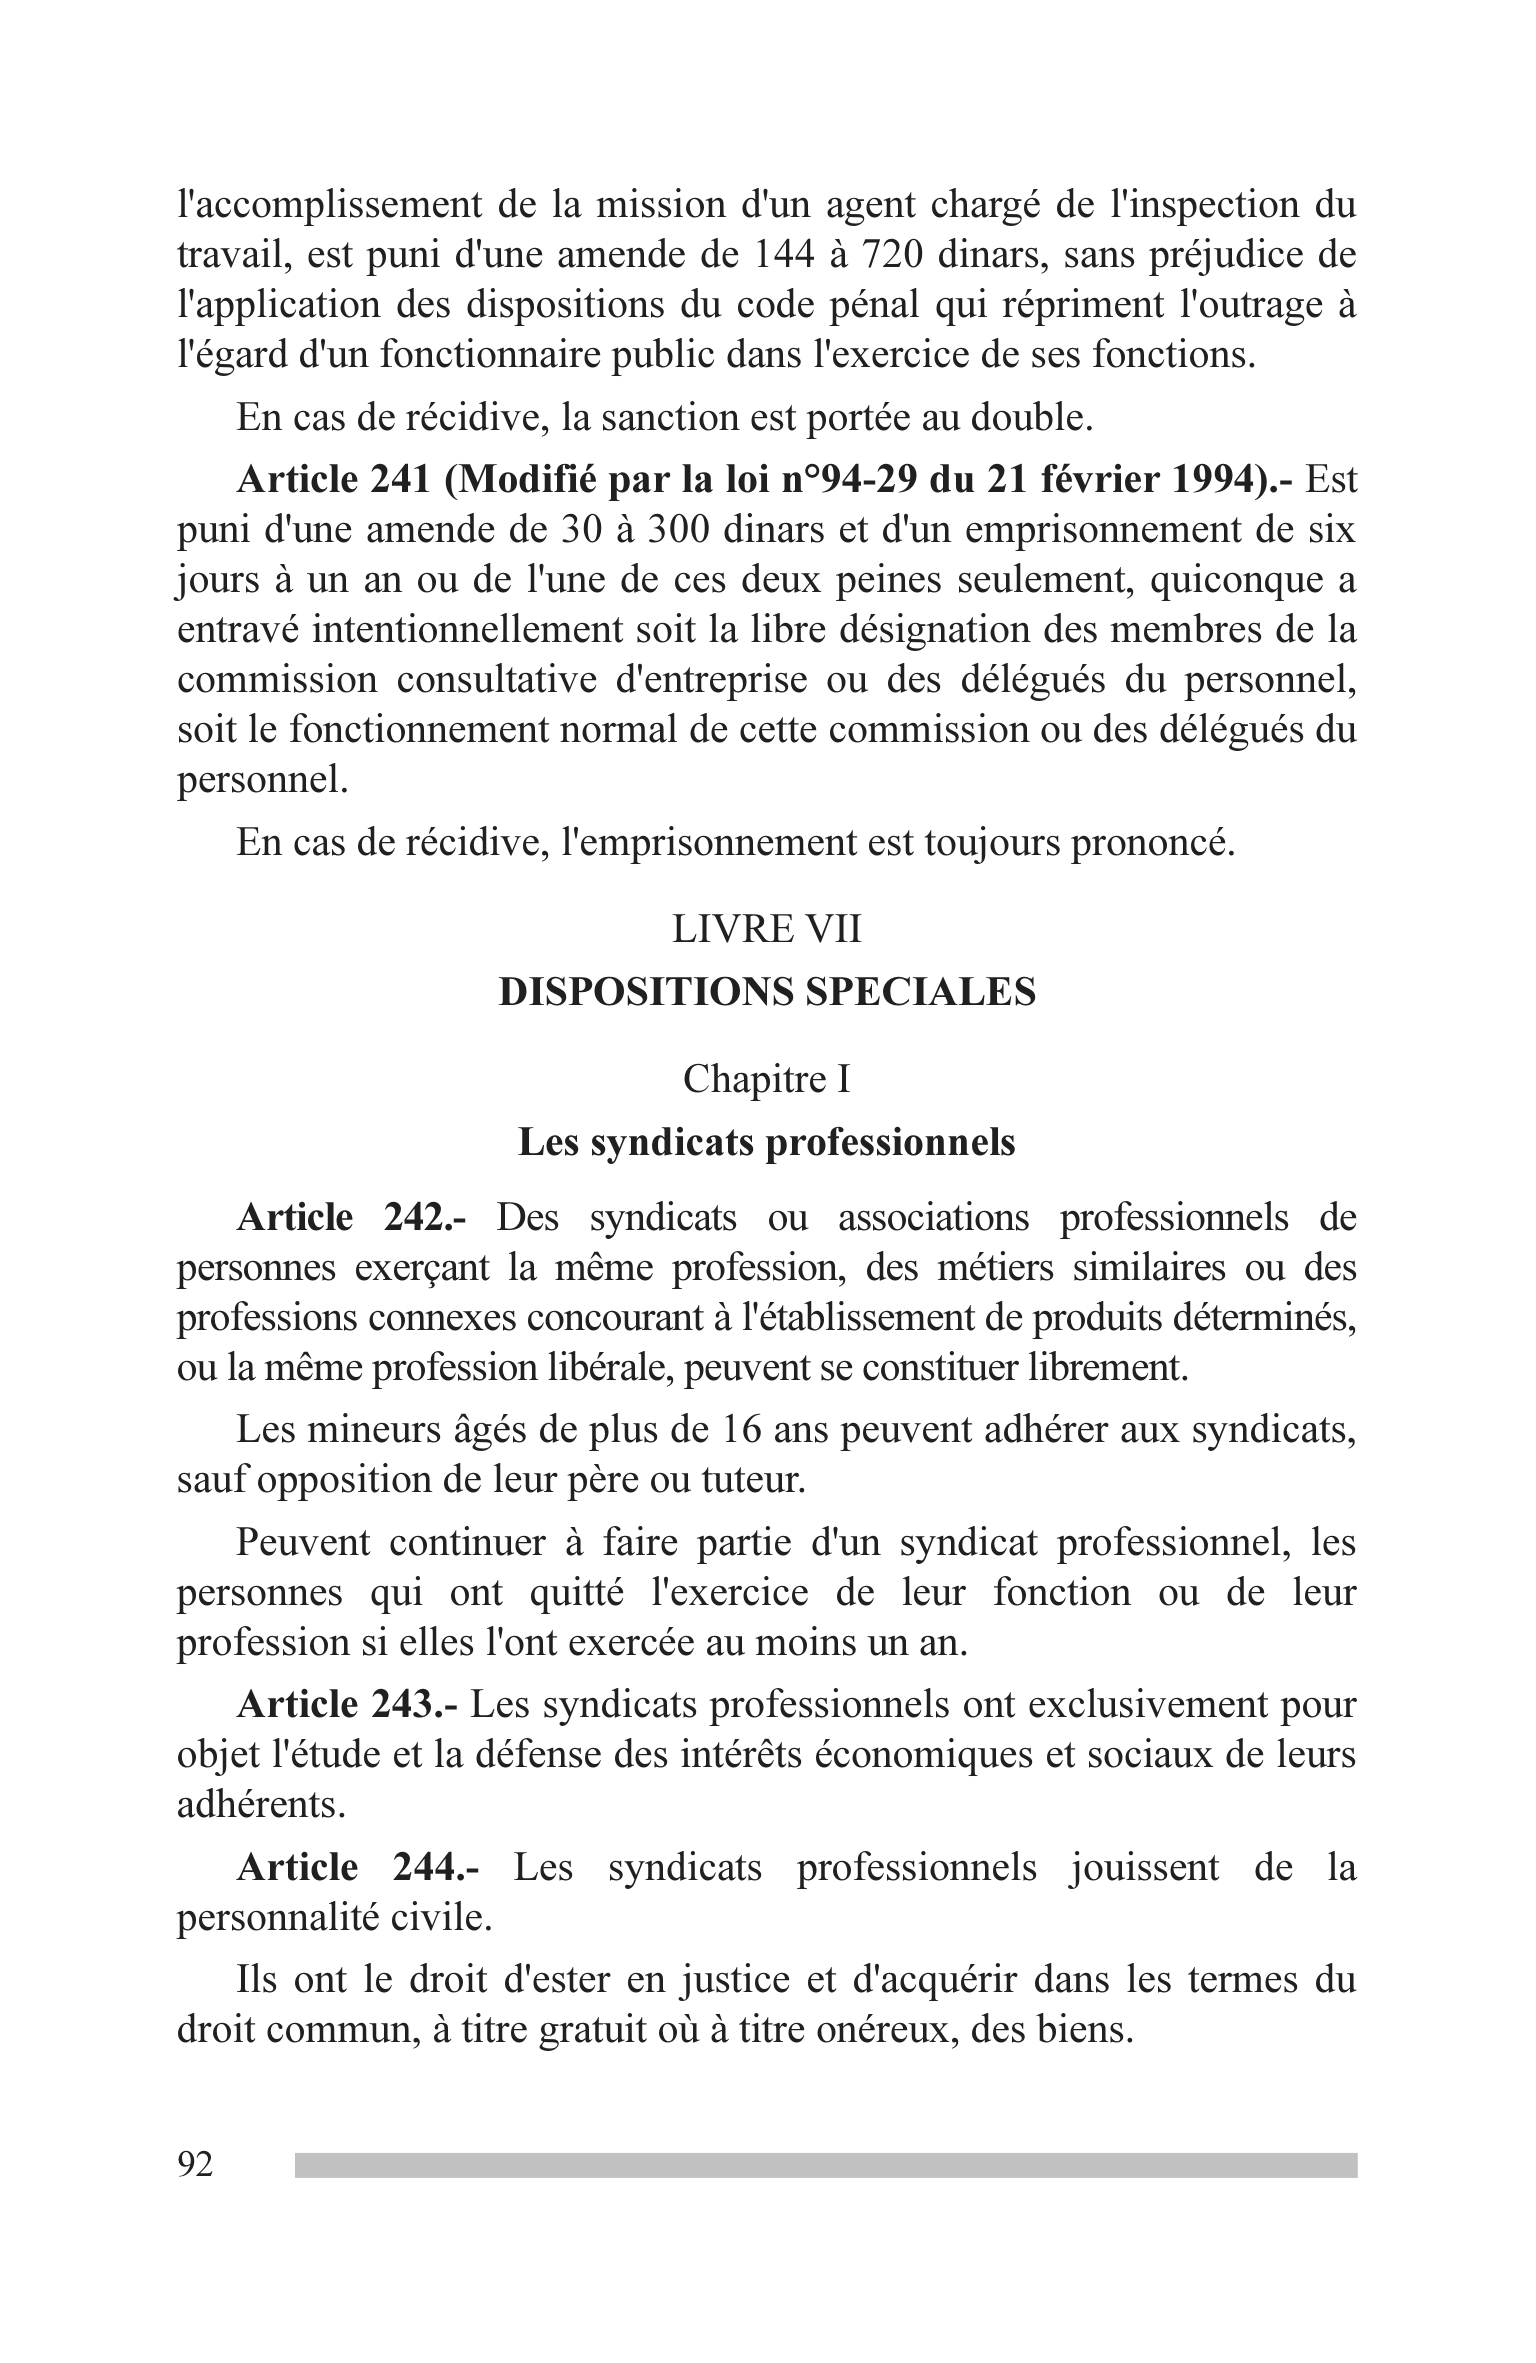 l'accomplissement de la mission d'un agent chargé de l'inspection du
travail, est puni d'une amende de 144 à 720 dinars, sans préjudice de
l'application des dispositions du code pénal qui répriment l'outrage à
l'égard d'un fonctionnaire public dans l'exercice de ses fonctions.
En cas de récidive, la sanction est portée au double.
Article 241 (Modifié par la loi n°94-29 du 21 février 1994).- Est
puni d'une amende de 30 à 300 dinars et d'un emprisonnement de six
jours à un an ou de l'une de ces deux peines seulement, quiconque a
entravé intentionnellement soit la libre désignation des membres de la
commission consultative d'entreprise ou des délégués du personnel,
soit le fonctionnement normal de cette commission ou des délégués du
personnel.
En cas de récidive, l'emprisonnement est toujours prononcé.
LIVRE VII
DISPOSITIONS SPECIALES
Chapitre I
Les syndicats professionnels
Article 242.- Des syndicats ou associations professionnels de
personnes exerçant la même profession, des métiers similaires ou des
professions connexes concourant à l'établissement de produits déterminés,
ou la même profession libérale, peuvent se constituer librement.
Les mineurs âgés de plus de 16 ans peuvent adhérer aux syndicats,
sauf opposition de leur père ou tuteur.
Peuvent continuer à faire partie d'un syndicat professionnel, les
personnes qui ont quitté l'exercice de leur fonction ou de leur
profession si elles l'ont exercée au moins un an.
Article 243.- Les syndicats professionnels ont exclusivement pour
objet l'étude et la défense des intérêts économiques et sociaux de leurs
adhérents.
Article 244.- Les syndicats professionnels jouissent de la
personnalité civile.
Ils ont le droit d'ester en justice et d'acquérir dans les termes du
droit commun, à titre gratuit où à titre onéreux, des biens.
92